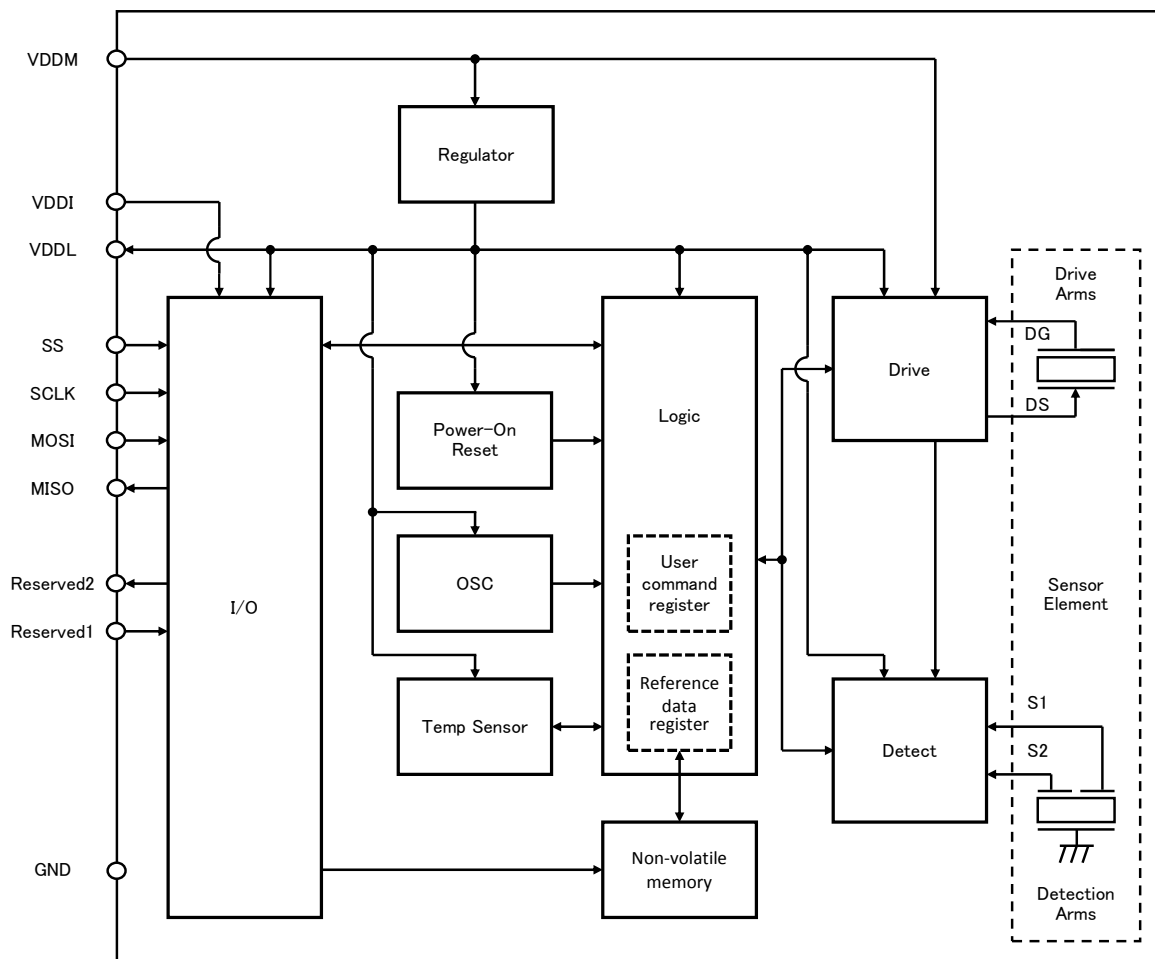 VDDM
Regulator
VDDI
VDDL
Drive
Arms
SS
DG
SCLK
Drive
DS
Logic
MOSI
Power-On
Reset
MISO
User
command
register
OSC
Reserved2
I/O
Sensor
Element
Reserved1
Reference
data
register
Temp Sensor
S1
S2
Detect
GND
Non-volatile
memory
Detection
Arms